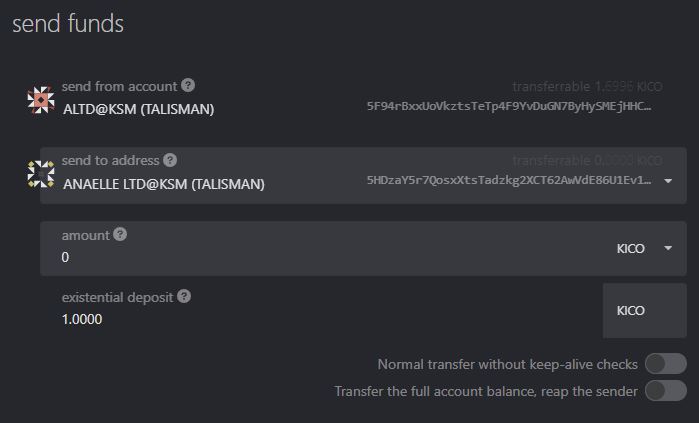 send funds
send from account ?
transferrable 1.6996 KICO
ALTD@KSM (TALISMAN)
5F94rBxxUoVkztsTeTp4F9YvDuGN7ByHySMEjHHC…
send to address ?
transferrable 0.0000 KICO
ANAELLE LTD@KSM (TALISMAN)
5HDzaY5r7QosxXtsTadzkg2XCT62AwVdE86U1Ev1…
amount ?
0
KICO
existential deposit ?
1.0000
KICO
Normal transfer without keep-alive checks
Transfer the full account balance, reap the sender